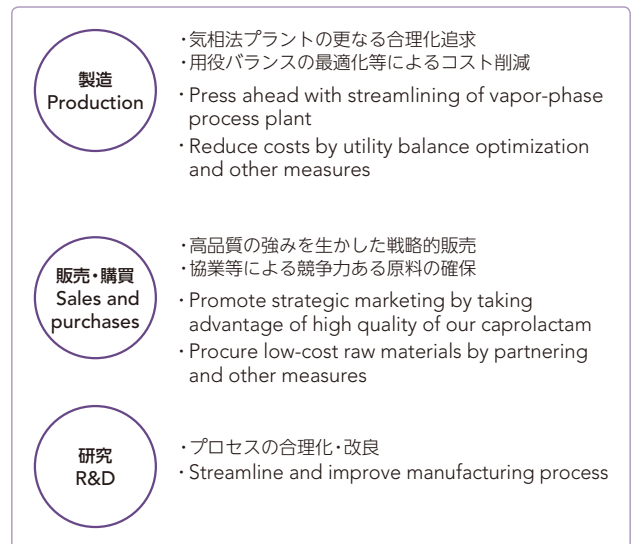 製造
Production
・気相法プラントの更なる合理化追求
・用役バランスの最適化等によるコスト削減
・Press ahead with streamlining of vapor-phase
process plant
・Reduce costs by utility balance optimization
and other measures
販売・購買
Sales and
purchases
・高品質の強みを生かした戦略的販売
・協業等による競争力ある原料の確保
・Promote strategic marketing by taking
advantage of high quality of our caprolactam
・Procure low-cost raw materials by partnering
and other measures
研究
R&D
・プロセスの合理化・改良
・Streamline and improve manufacturing process